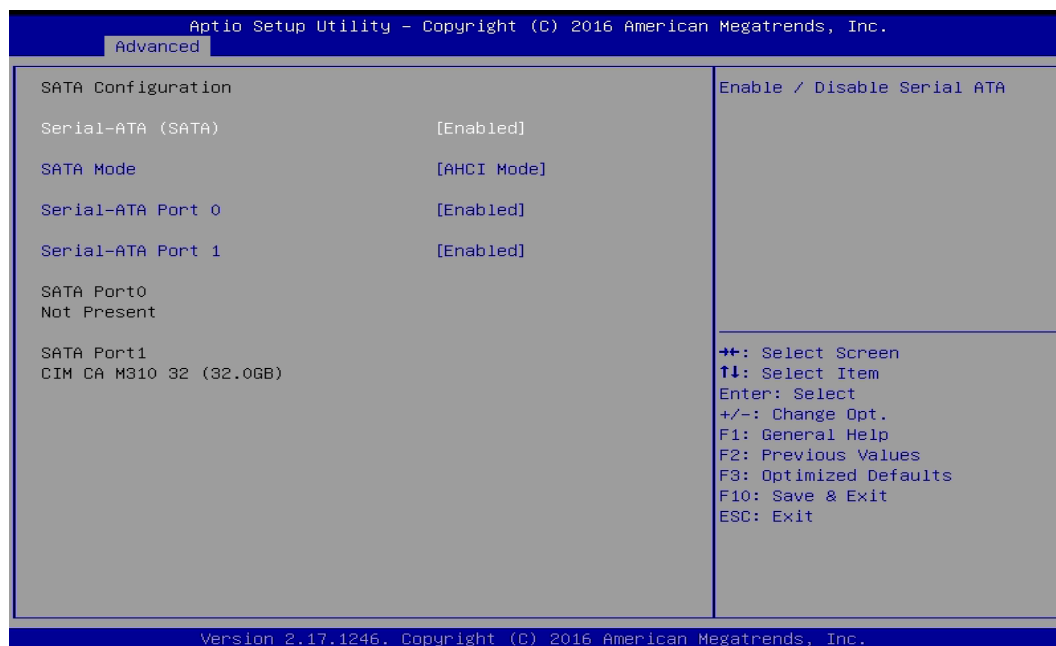 Aptio Setup Utility – Copyright (C) 2016 American Megatrends, Inc.
Advanced
SATA Configuration
Serial-ATA (SATA) [Enabled]
SATA Mode [AHCI Mode]
Serial-ATA Port 0 [Enabled]
Serial-ATA Port 1 [Enabled]
SATA Port0
Not Present
SATA Port1
CIM CA M310 32 (32.0GB)
Enable / Disable Serial ATA
→←: Select Screen
↑↓: Select Item
Enter: Select
+/-: Change Opt.
F1: General Help
F2: Previous Values
F3: Optimized Defaults
F10: Save & Exit
ESC: Exit
Version 2.17.1246. Copyright (C) 2016 American Megatrends, Inc.